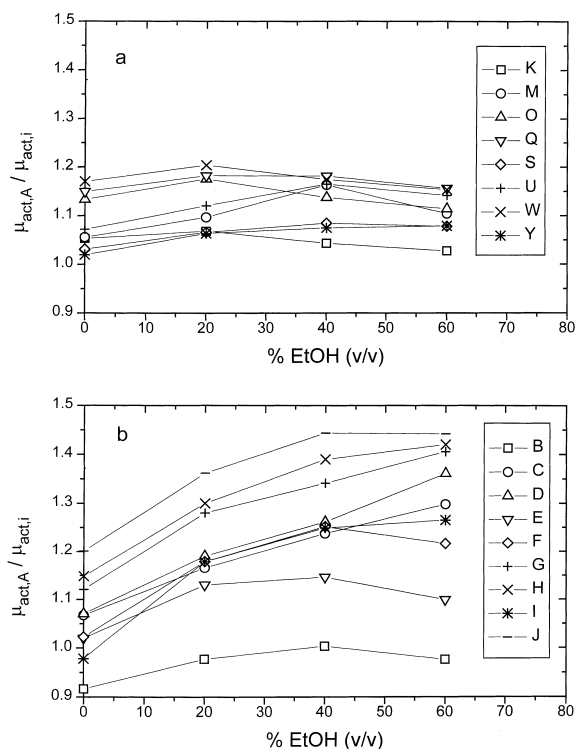 1.5
1.4
1.3
1.2
1.1
1.0
0.9
μact,A / μact,i
a
K
M
O
Q
S
U
W
Y
0 10 20 30 40 50 60 70 80
% EtOH (v/v)
1.5
1.4
1.3
1.2
1.1
1.0
0.9
μact,A / μact,i
b
B
C
D
E
F
G
H
I
J
0 10 20 30 40 50 60 70 80
% EtOH (v/v)